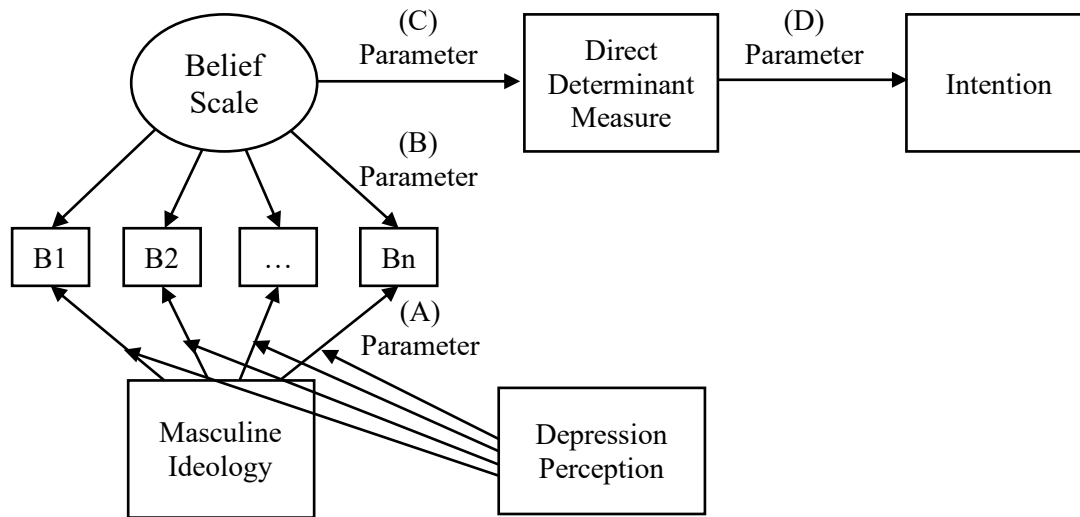 Belief
Scale
(C)
Parameter
Direct
Determinant
Measure
(D)
Parameter
Intention
(B)
Parameter
B1
B2
…
Bn
(A)
Parameter
Masculine
Ideology
Depression
Perception